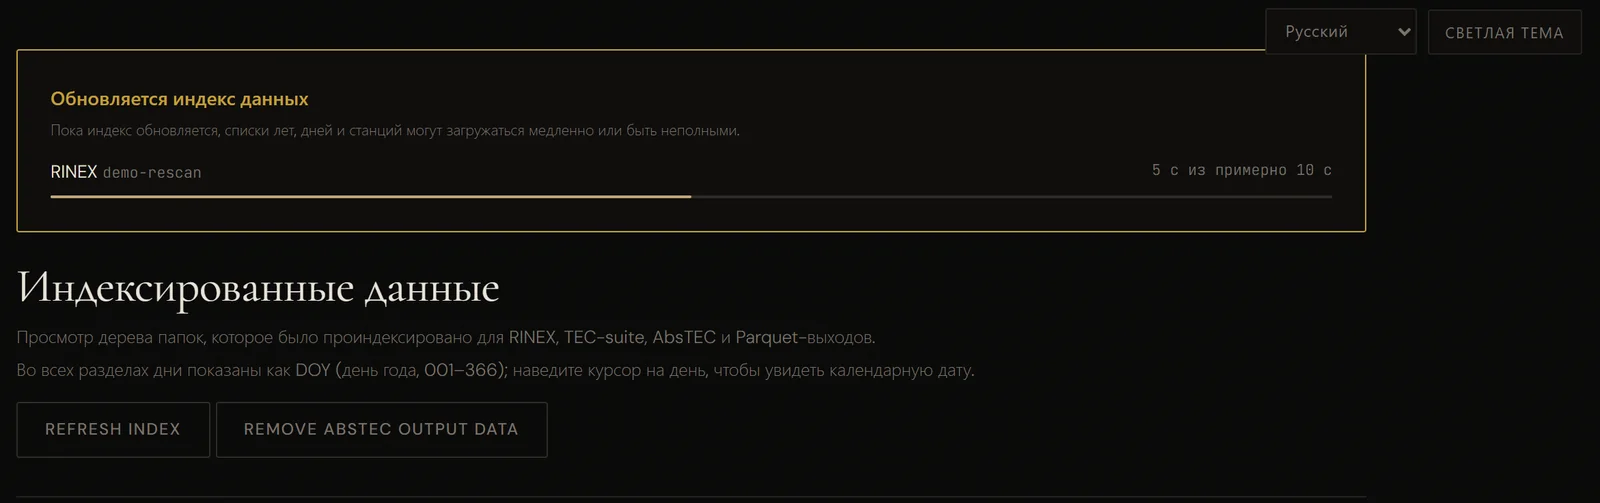 Русский
СВЕТЛАЯ ТЕМА
Обновляется индекс данных
Пока индекс обновляется, списки лет, дней и станций могут загружаться медленно или быть неполными.
RINEX demo-rescan
5 с из примерно 10 с
Индексированные данные
Просмотр дерева папок, которое было проиндексировано для RINEX, TEC-suite, AbsTEC и Parquet-выходов.
Во всех разделах дни показаны как DOY (день года, 001–366); наведите курсор на день, чтобы увидеть календарную дату.
REFRESH INDEX
REMOVE ABSTEC OUTPUT DATA